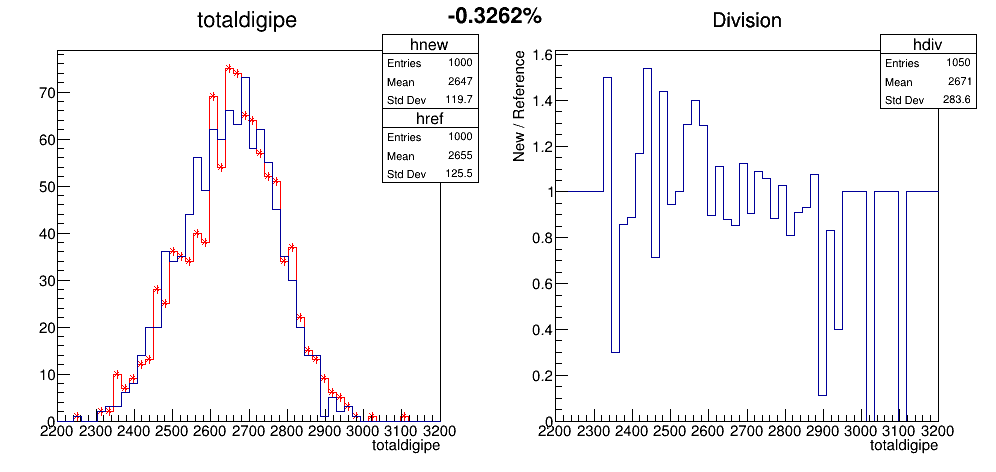 -0.3262%
totaldigipe
hnew
Entries 1000
Mean 2647
Std Dev 119.7
href
Entries 1000
Mean 2655
Std Dev 125.5
70
60
50
40
30
20
10
0
2200 2300 2400 2500 2600 2700 2800 2900 3000 3100 3200
totaldigipe
Division
hdiv
Entries 1050
Mean 2671
Std Dev 283.6
New / Reference
1.6
1.4
1.2
1
0.8
0.6
0.4
0.2
0
2200 2300 2400 2500 2600 2700 2800 2900 3000 3100 3200
totaldigipe